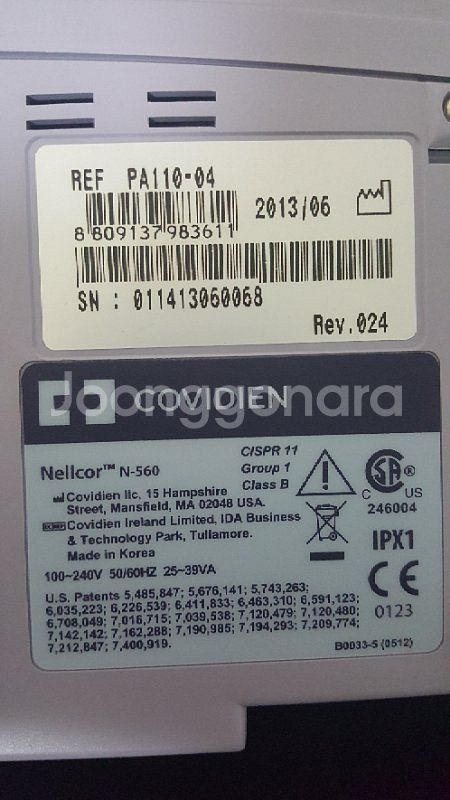 REF PA110-04
2013/06
8 809137 983611
SN : 011413060068
Rev.024
Joonggonara
COVIDIEN
Nellcor™ N-560
CISPR 11
Group 1
Class B
Covidien llc, 15 Hampshire
Street, Mansfield, MA 02048 USA.
Covidien Ireland Limited, IDA Business
& Technology Park, Tullamore.
Made in Korea
100~240V 50/60HZ 25~39VA
SA
C US
246004
IPX1
CE
0123
U.S. Patents 5,485,847; 5,676,141; 5,743,263;
6,035,223; 6,226,539; 6,411,833; 6,463,310; 6,591,123;
6,708,049; 7,016,715; 7,039,538; 7,120,479; 7,120,480;
7,142,142; 7,162,288; 7,190,985; 7,194,293; 7,209,774;
7,212,847; 7,400,919.
B0033-5 (0512)